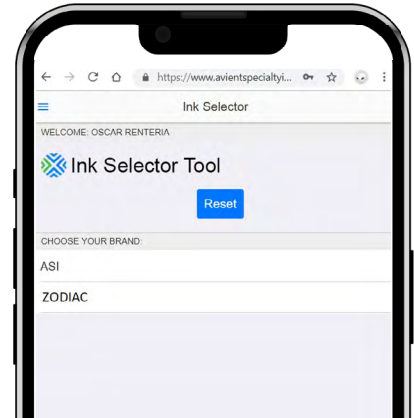 https://www.avientspecialtyi...
Ink Selector
WELCOME: OSCAR RENTERIA
Ink Selector Tool
Reset
CHOOSE YOUR BRAND:
ASI
ZODIAC